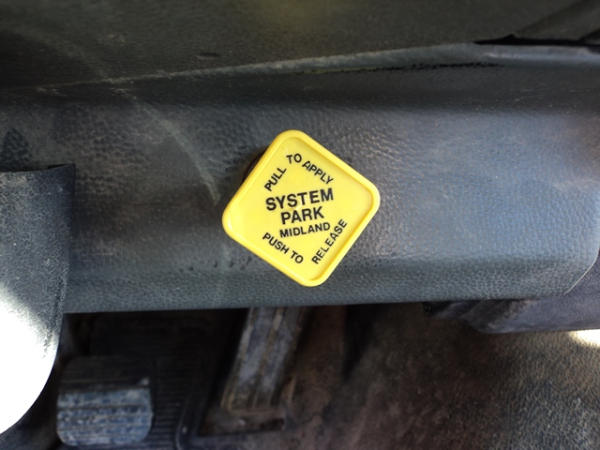 PULL TO APPLY
SYSTEM
PARK
MIDLAND
PUSH TO RELEASE